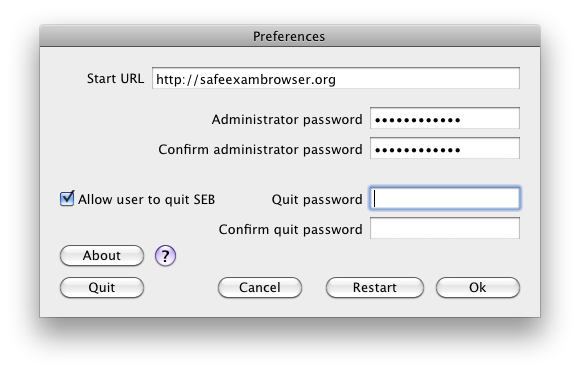 Preferences
Start URL http://safeexambrowser.org
Administrator password ••••••••••••
Confirm administrator password ••••••••••••
Allow user to quit SEB Quit password
Confirm quit password
About ?
Quit Cancel Restart Ok